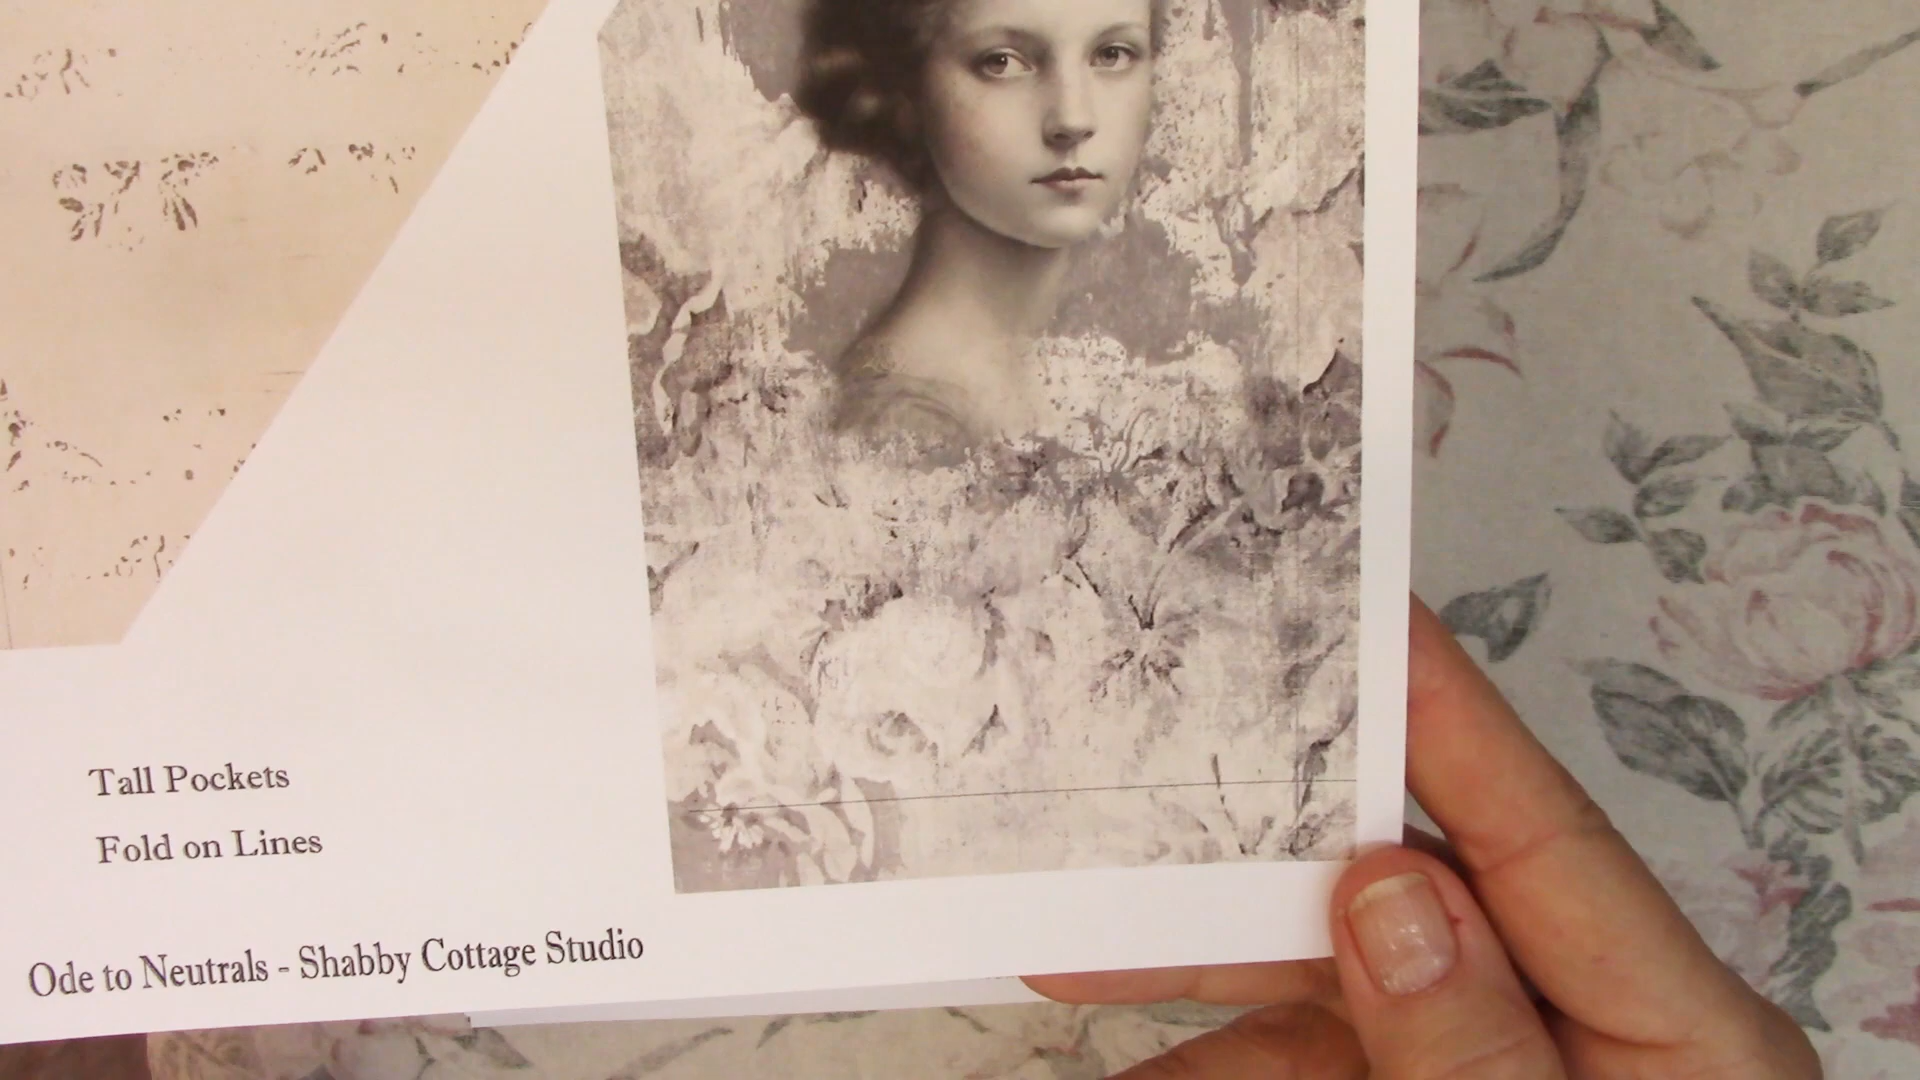 Tall Pockets
Fold on Lines
Ode to Neutrals - Shabby Cottage Studio